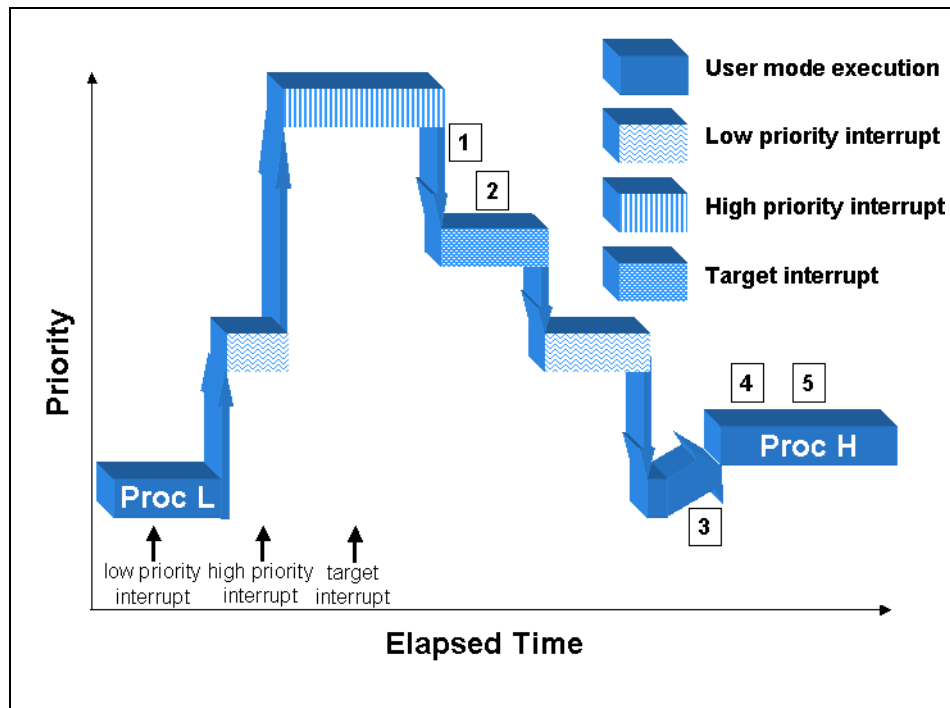 User mode execution
Low priority interrupt
High priority interrupt
Target interrupt
1
2
4
5
3
Proc L
Proc H
low priority
interrupt
high priority
interrupt
target
interrupt
Priority
Elapsed Time